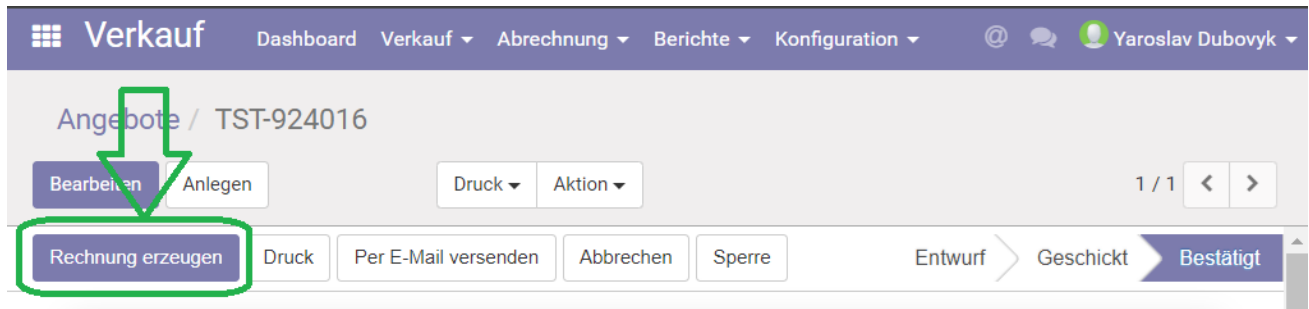 Verkauf Dashboard Verkauf Abrechnung Berichte Konfiguration @ Yaroslav Dubovyk
Angebote / TST-924016
Bearbeiten Anlegen Druck Aktion 1 / 1
Rechnung erzeugen Druck Per E-Mail versenden Abbrechen Sperre Entwurf Geschickt Bestätigt